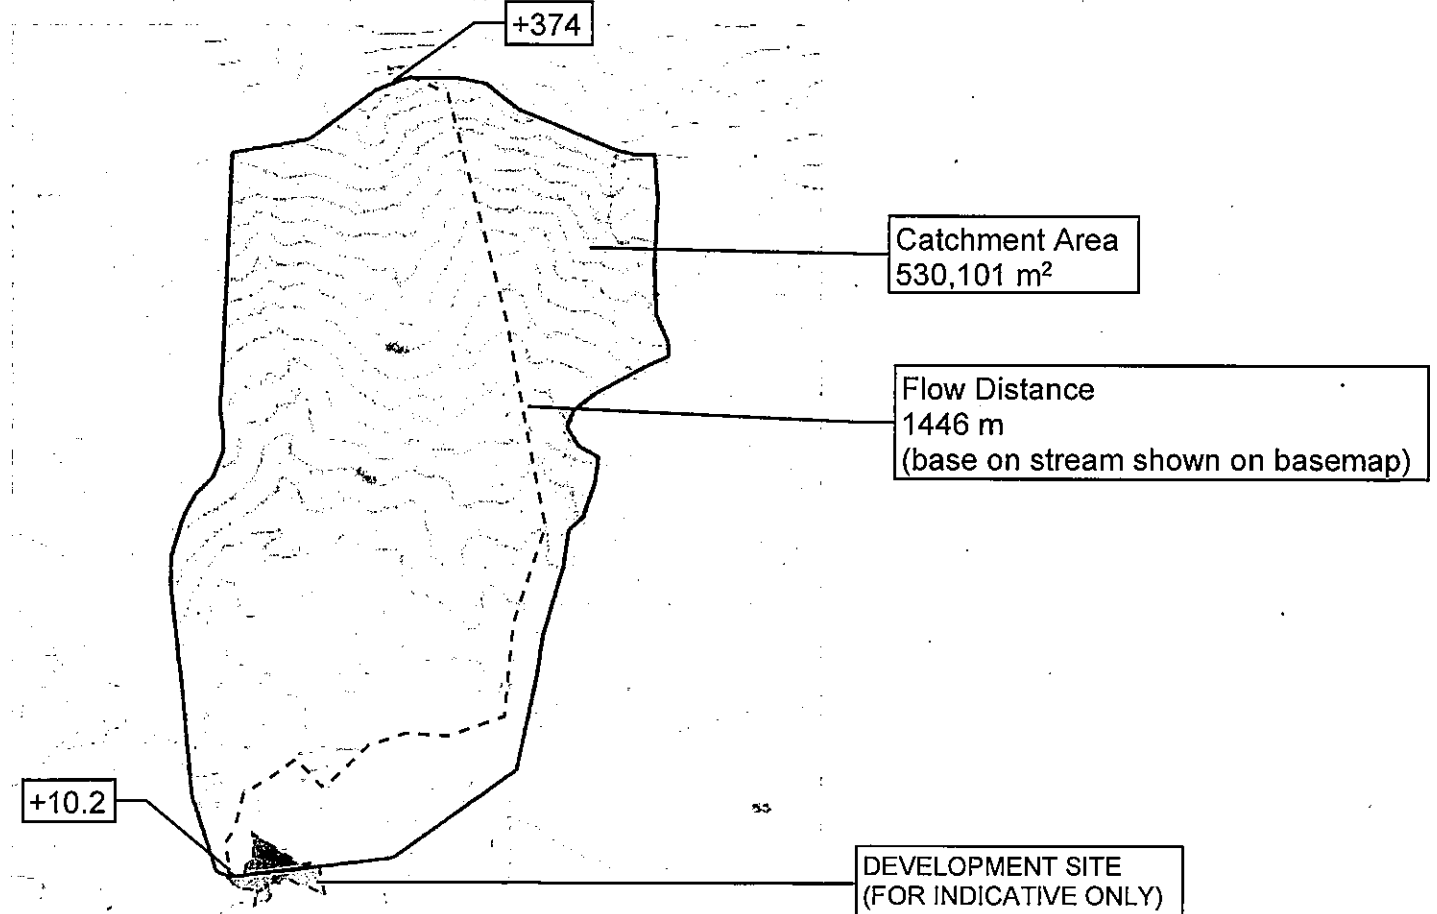 +374
Catchment Area
530,101 m²
Flow Distance
1446 m
(base on stream shown on basemap)
+10.2
DEVELOPMENT SITE
(FOR INDICATIVE ONLY)